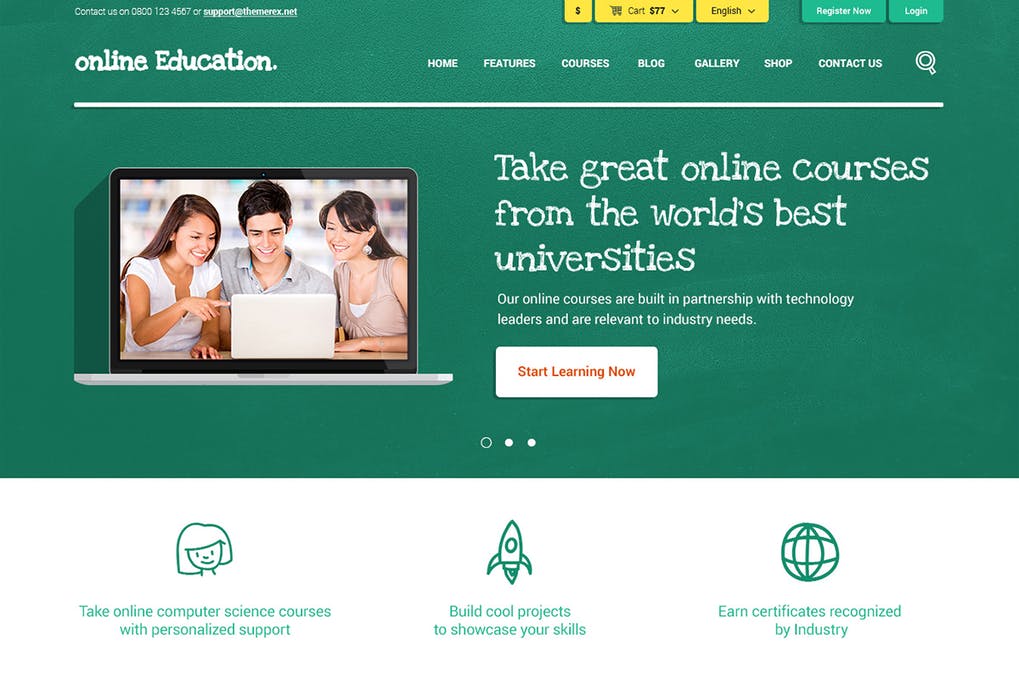 Contact us on 0800 123 4567 or support@themerex.net
$
Cart $77
English
Register Now
Login
online Education.
HOME
FEATURES
COURSES
BLOG
GALLERY
SHOP
CONTACT US
Take great online courses
from the world's best
universities
Our online courses are built in partnership with technology
leaders and are relevant to industry needs.
Start Learning Now
Take online computer science courses
with personalized support
Build cool projects
to showcase your skills
Earn certificates recognized
by Industry